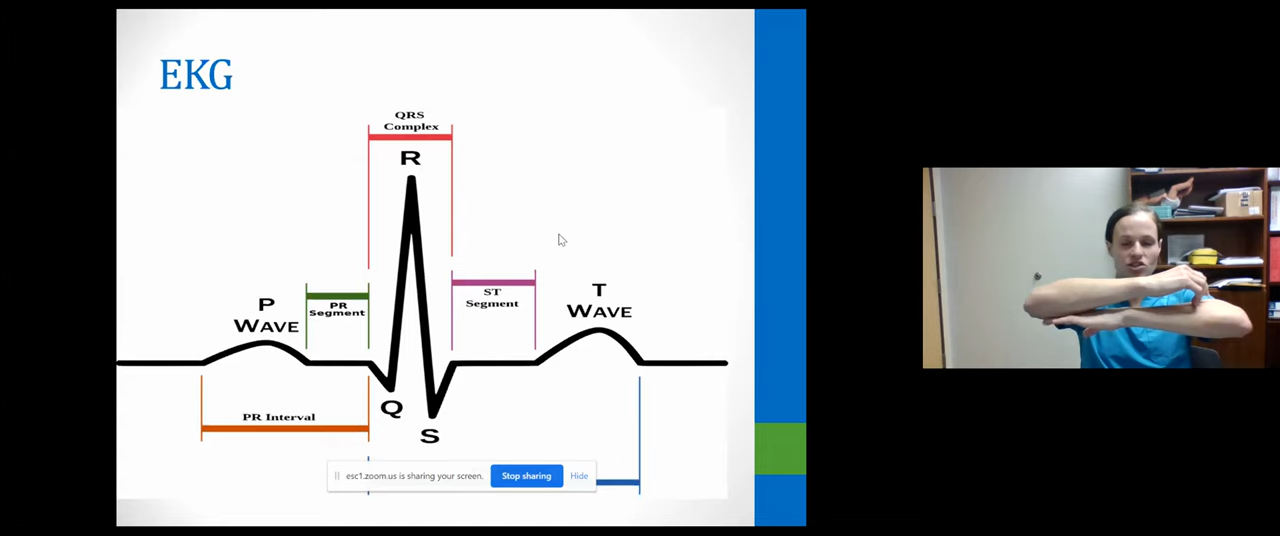 EKG
QRS
Complex
R
P
WAVE
PR
Segment
ST
Segment
T
WAVE
Q
S
PR Interval
esc1.zoom.us is sharing your screen.
Stop sharing
Hide